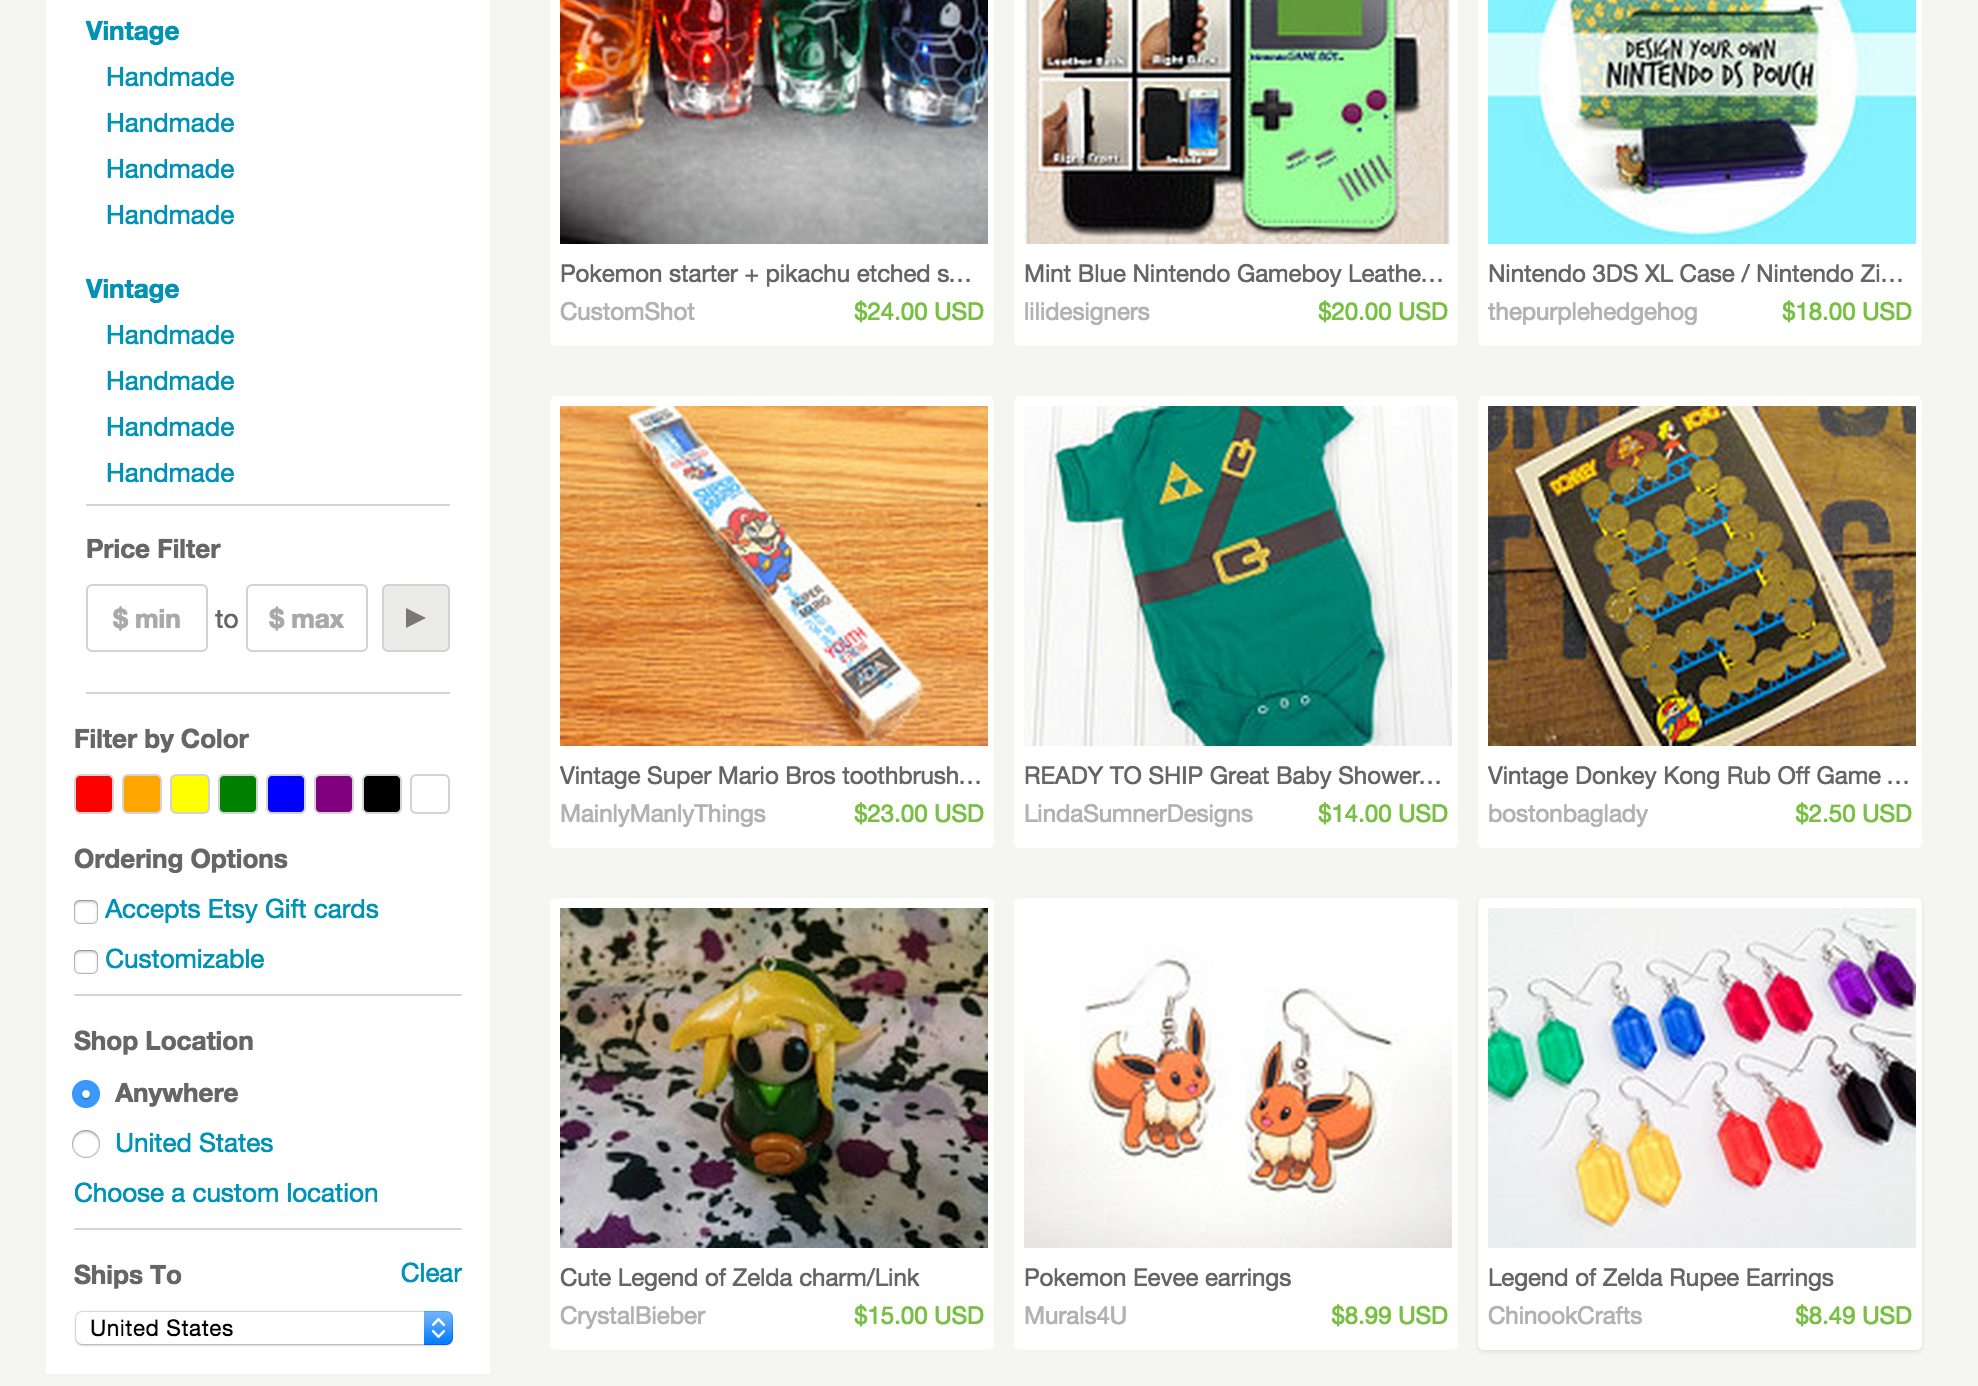 Vintage
Handmade
Handmade
Handmade
Handmade
Vintage
Handmade
Handmade
Handmade
Handmade
Price Filter
$ min to $ max
Filter by Color
Ordering Options
Accepts Etsy Gift cards
Customizable
Shop Location
Anywhere
United States
Choose a custom location
Ships To Clear
United States
Leather Back
Right Back
Right Front
Inside
Nintendo GAME BOY
DESIGN YOUR OWN
NINTENDO DS POUCH
Pokemon starter + pikachu etched s...
CustomShot $24.00 USD
Mint Blue Nintendo Gameboy Leathe...
lilidesigners $20.00 USD
Nintendo 3DS XL Case / Nintendo Zi...
thepurplehedgehog $18.00 USD
SUPER
MARIO
SUPER
MARIO
YOUTH
ADA
DONKEY
KONG
Vintage Super Mario Bros toothbrush...
MainlyManlyThings $23.00 USD
READY TO SHIP Great Baby Shower...
LindaSumnerDesigns $14.00 USD
Vintage Donkey Kong Rub Off Game ...
bostonbaglady $2.50 USD
Cute Legend of Zelda charm/Link
CrystalBieber $15.00 USD
Pokemon Eevee earrings
Murals4U $8.99 USD
Legend of Zelda Rupee Earrings
ChinookCrafts $8.49 USD